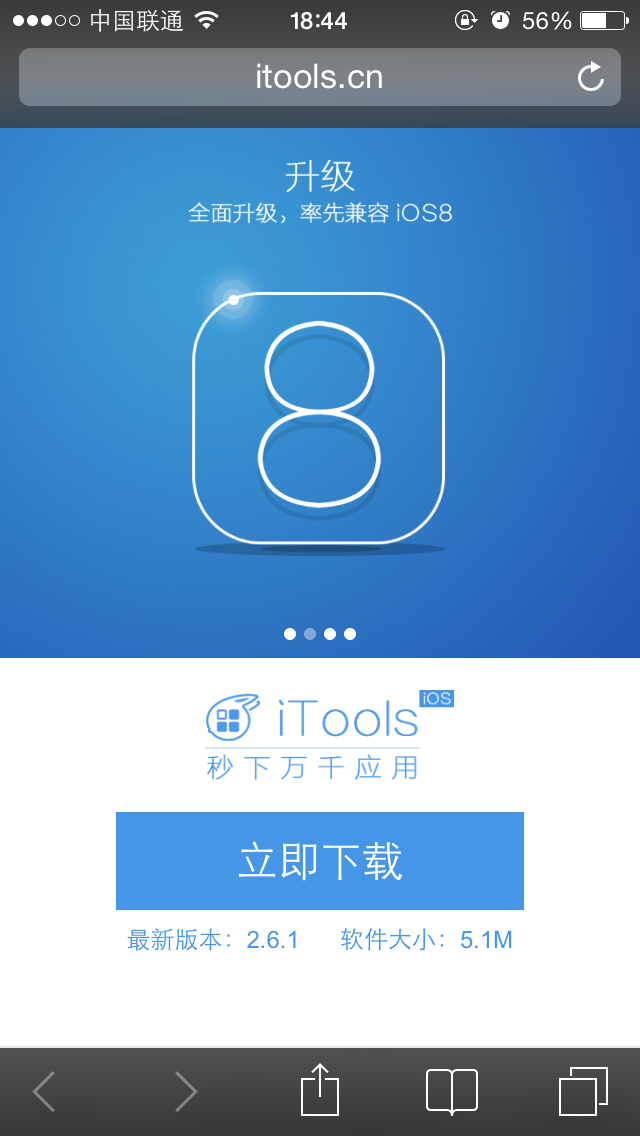 中国联通 18:44 56%
itools.cn
升级
全面升级，率先兼容 iOS8
8
iTools iOS
秒下万千应用
立即下载
最新版本：2.6.1 软件大小：5.1M